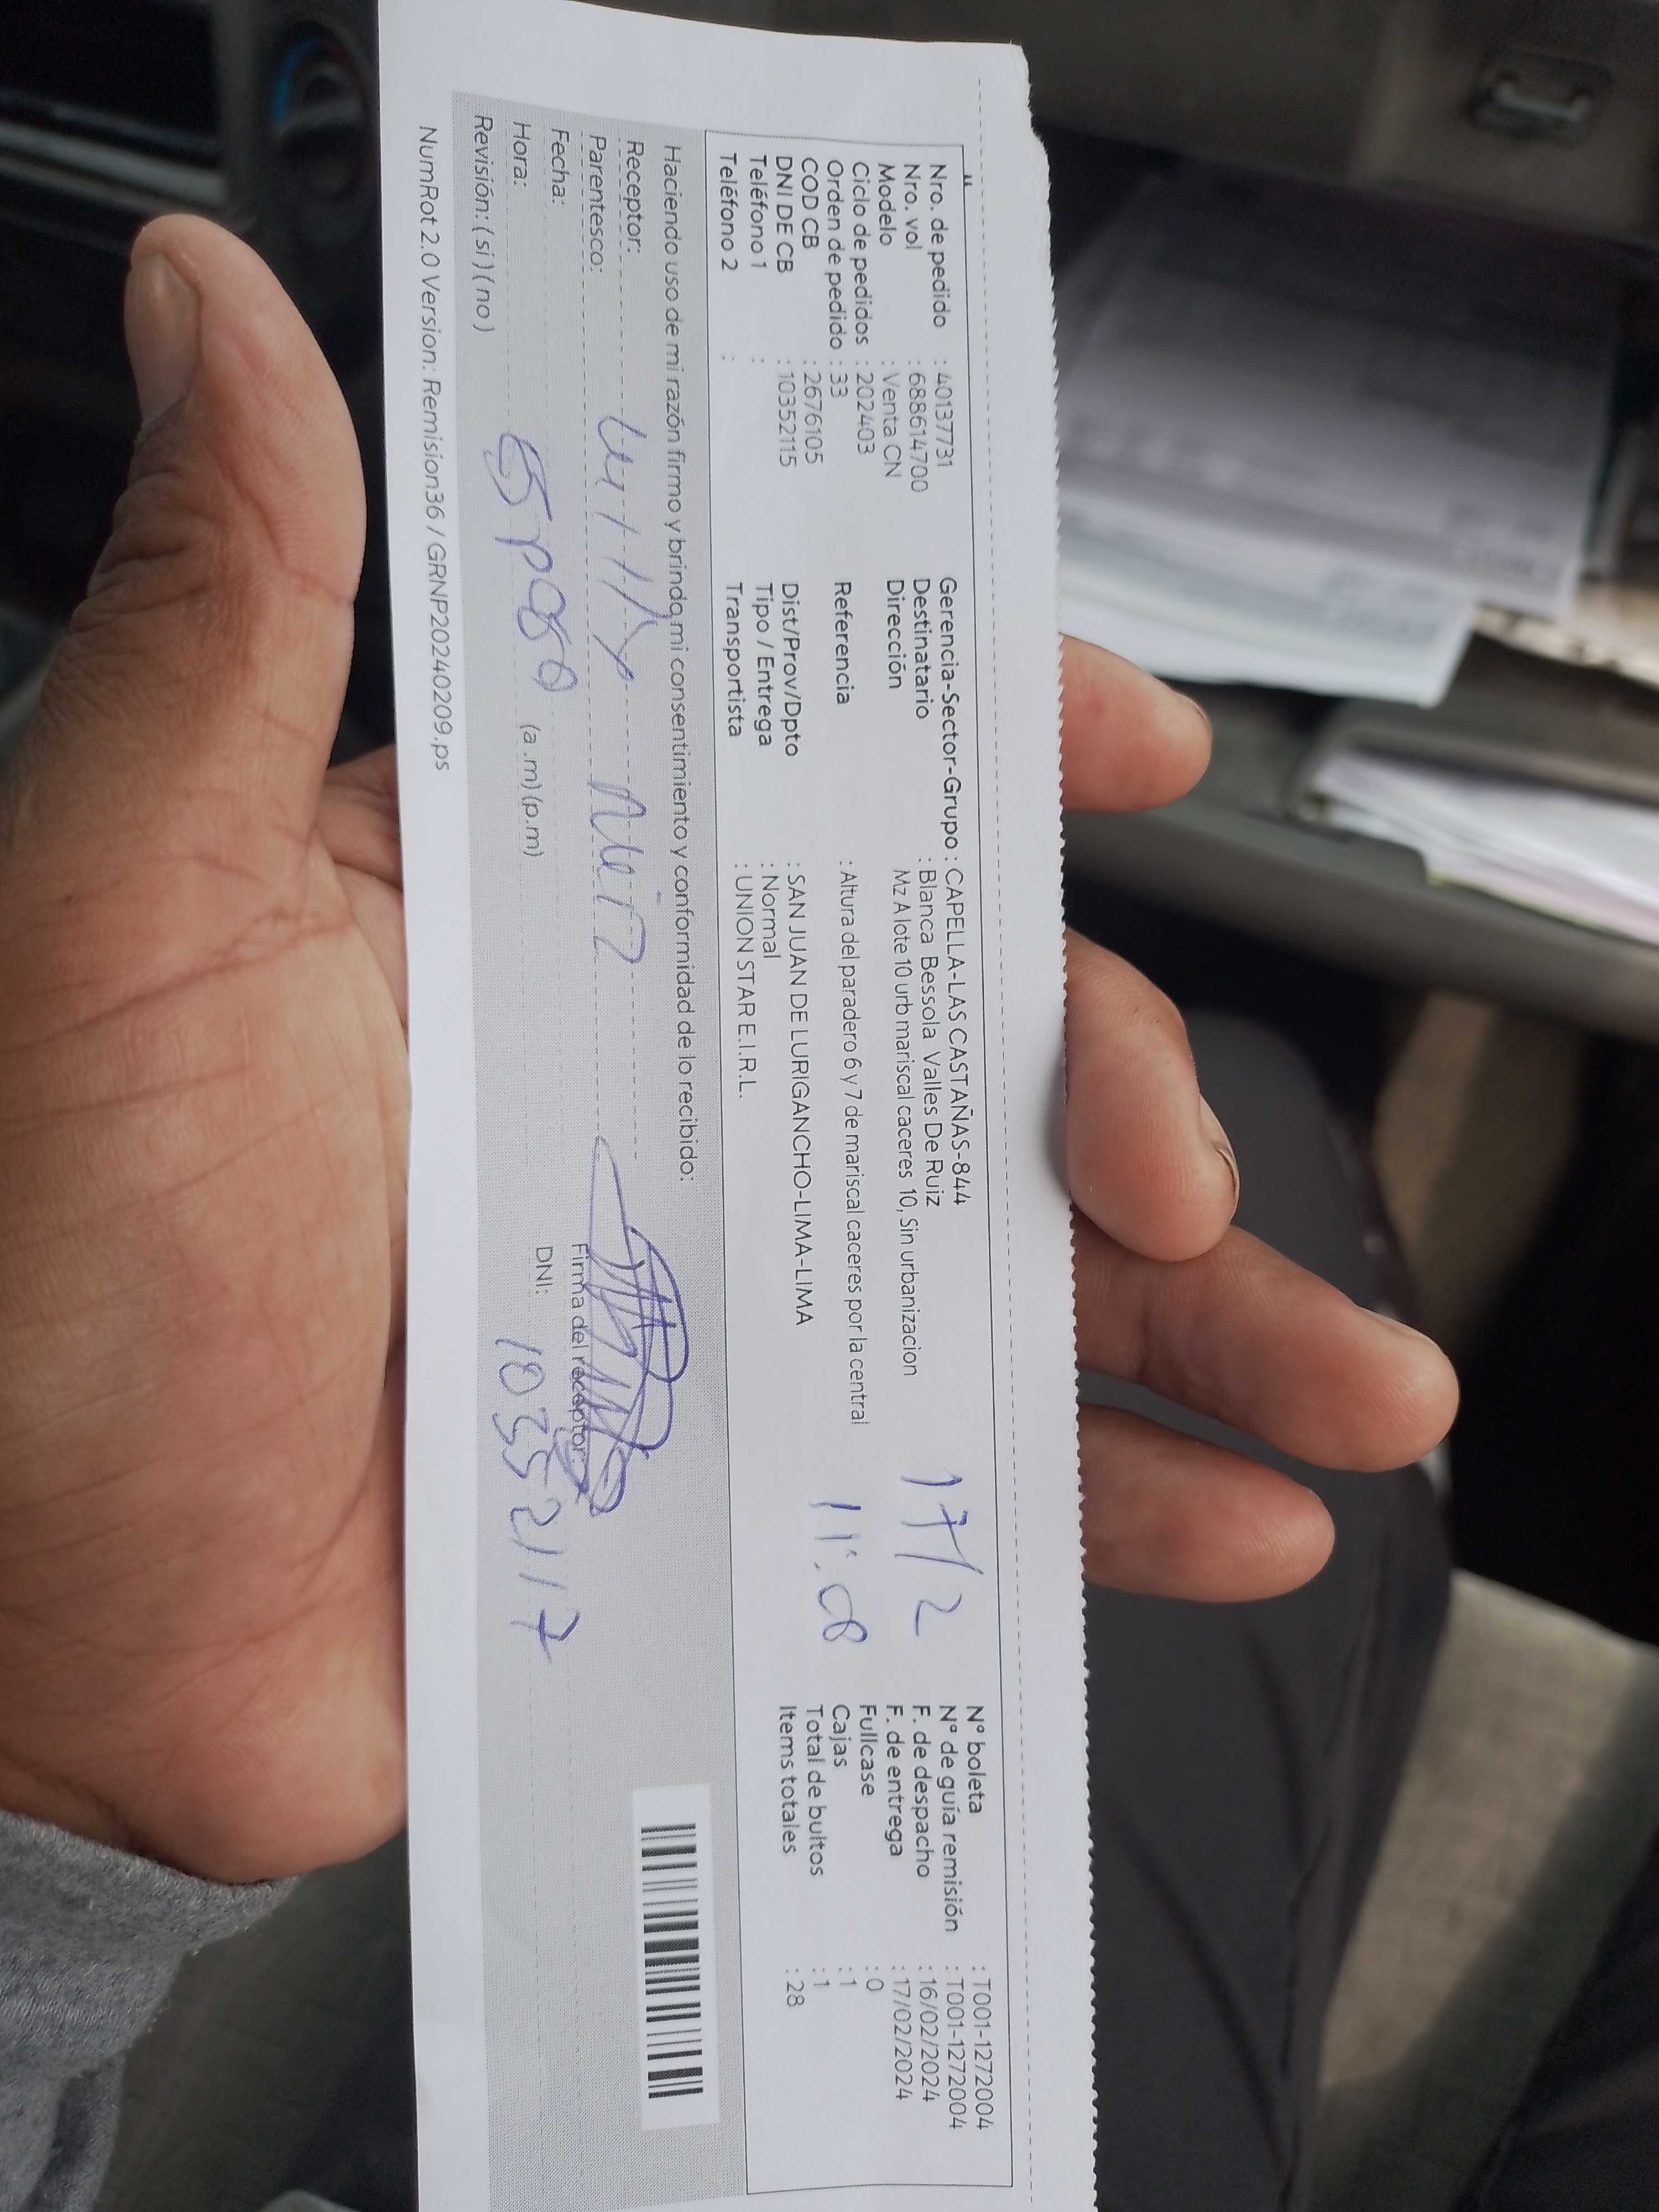 Nro. de pedido : 40137731
Nro. vol : 688614700
Modelo : Venta CN
Ciclo de pedidos : 202403
Orden de pedido : 33
COD CB : 2676105
DNI DE CB : 10352115
Teléfono 1 :
Teléfono 2 :
Gerencia-Sector-Grupo : CAPELLA-LAS CASTAÑAS-844
Destinatario : Blanca Bessola Valles De Ruiz
Dirección Mz A lote 10 urb mariscal caceres 10, Sin urbanizacion
Referencia : Altura del paradero 6 y 7 de mariscal caceres por la central
Dist/Prov/Dpto : SAN JUAN DE LURIGANCHO-LIMA-LIMA
Tipo / Entrega : Normal
Transportista : UNION STAR E.I.R.L.
17/2
11:08
N° boleta : T001-1272004
N° de guía remisión : T001-1272004
F. de despacho : 16/02/2024
F. de entrega : 17/02/2024
Fullcase : 0
Cajas : 1
Total de bultos : 1
Items totales : 28
Haciendo uso de mi razón firmo y brindo mi consentimiento y conformidad de lo recibido:
Receptor:
Parentesco:
Fecha:
Hora: (a.m) (p.m)
Revisión: (si) (no)
Firma del receptor
DNI: 10352117
NumRot 2.0 Version: Remision36 / GRNP20240209.ps